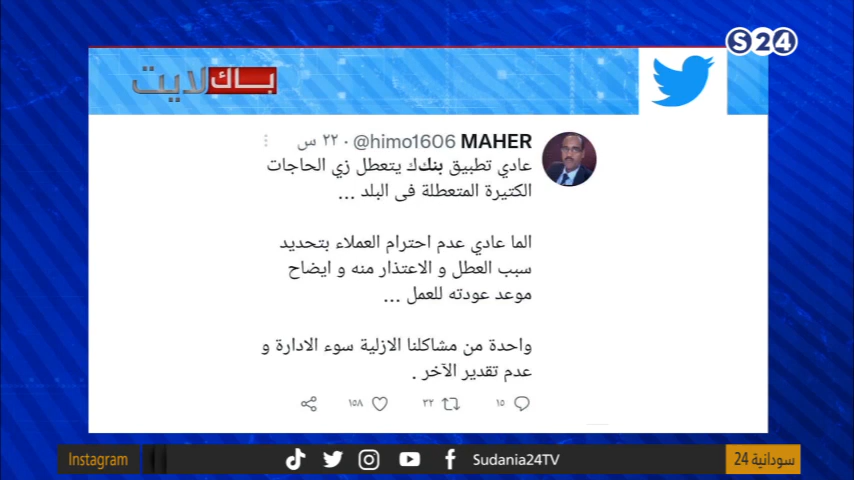 S24
باك لايت
MAHER @himo1606 · ٢٢ س
عادي تطبيق بنكك يتعطل زي الحاجات
الكتيرة المتعطلة فى البلد ...
الما عادي عدم احترام العملاء بتحديد
سبب العطل و الاعتذار منه و ايضاح
موعد عودته للعمل ...
واحدة من مشاكلنا الازلية سوء الادارة و
عدم تقدير الآخر .
١٥ ٣٢ ١٥٨
Instagram Sudania24TV سودانية 24